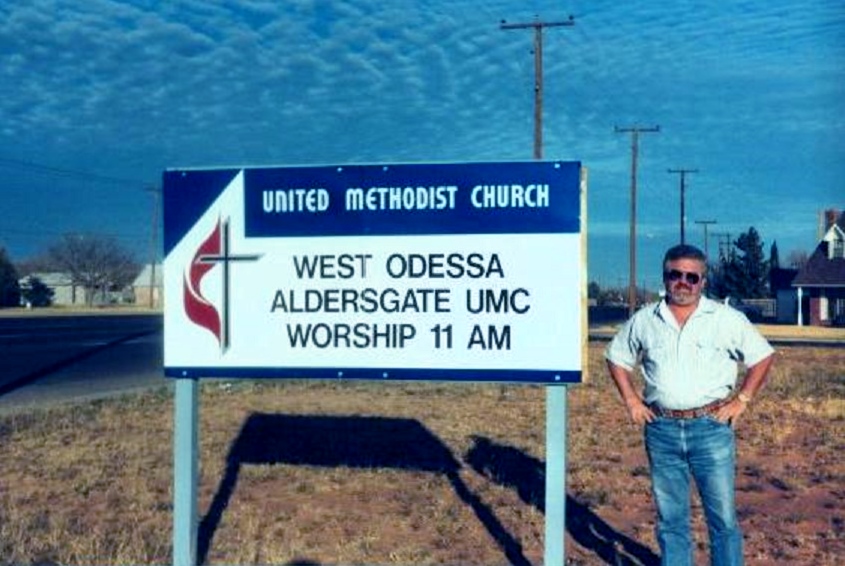 UNITED METHODIST CHURCH
WEST ODESSA
ALDERSGATE UMC
WORSHIP 11 AM